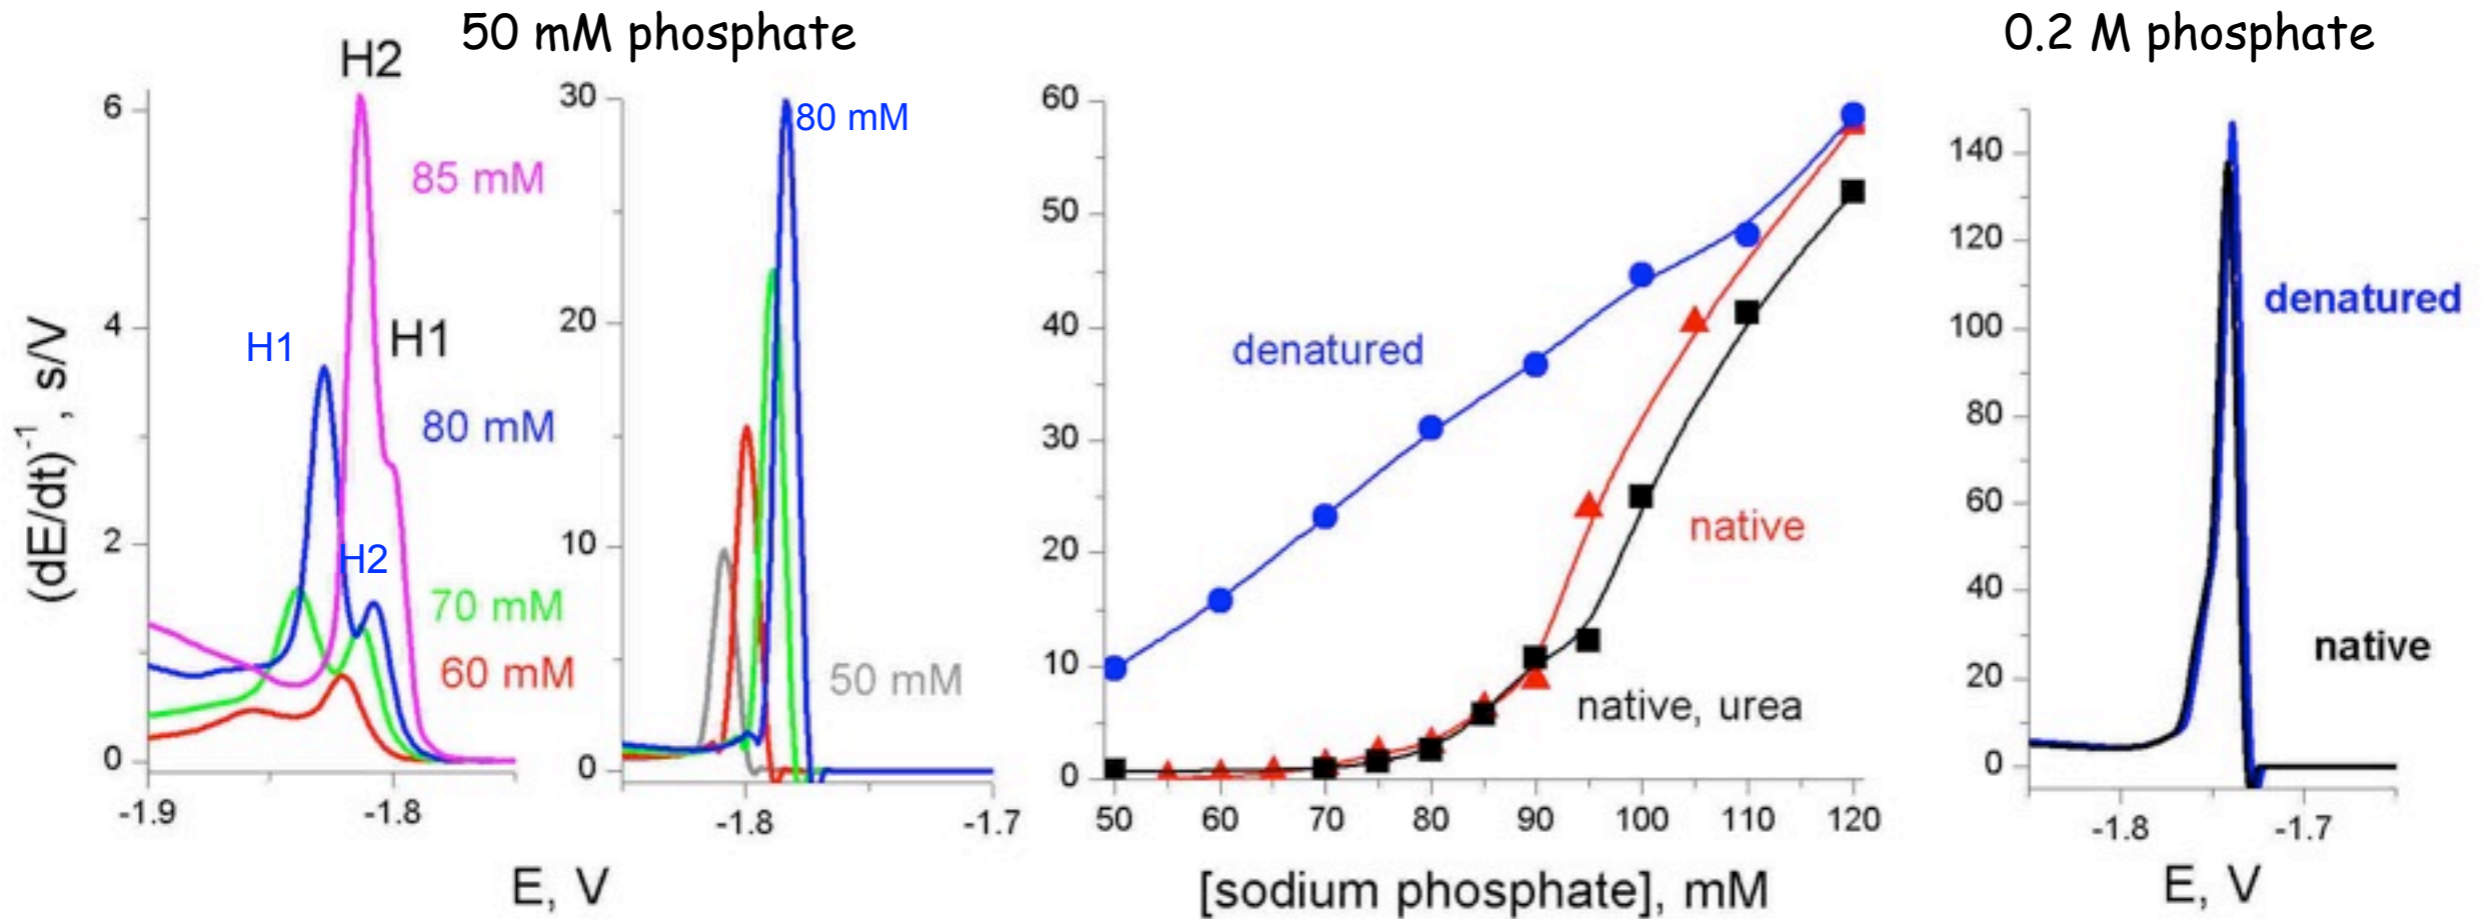 50 mM phosphate
0.2 M phosphate
(dE/dt)⁻¹, s/V
6
4
2
0
H2
85 mM
H1
H1
80 mM
H2
70 mM
60 mM
-1.9
-1.8
30
20
10
0
80 mM
50 mM
-1.8
-1.7
E, V
60
50
40
30
20
10
0
denatured
native
native, urea
50 60 70 80 90 100 110 120
[sodium phosphate], mM
140
120
100
80
60
40
20
0
denatured
native
-1.8
-1.7
E, V